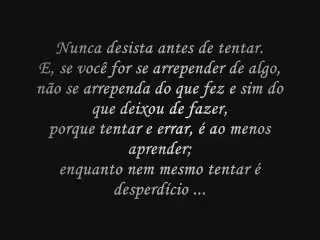 Nunca desista antes de tentar.
E, se você for se arrepender de algo,
não se arrependa do que fez e sim do
que deixou de fazer,
porque tentar e errar, é ao menos
aprender;
enquanto nem mesmo tentar é
desperdício ...